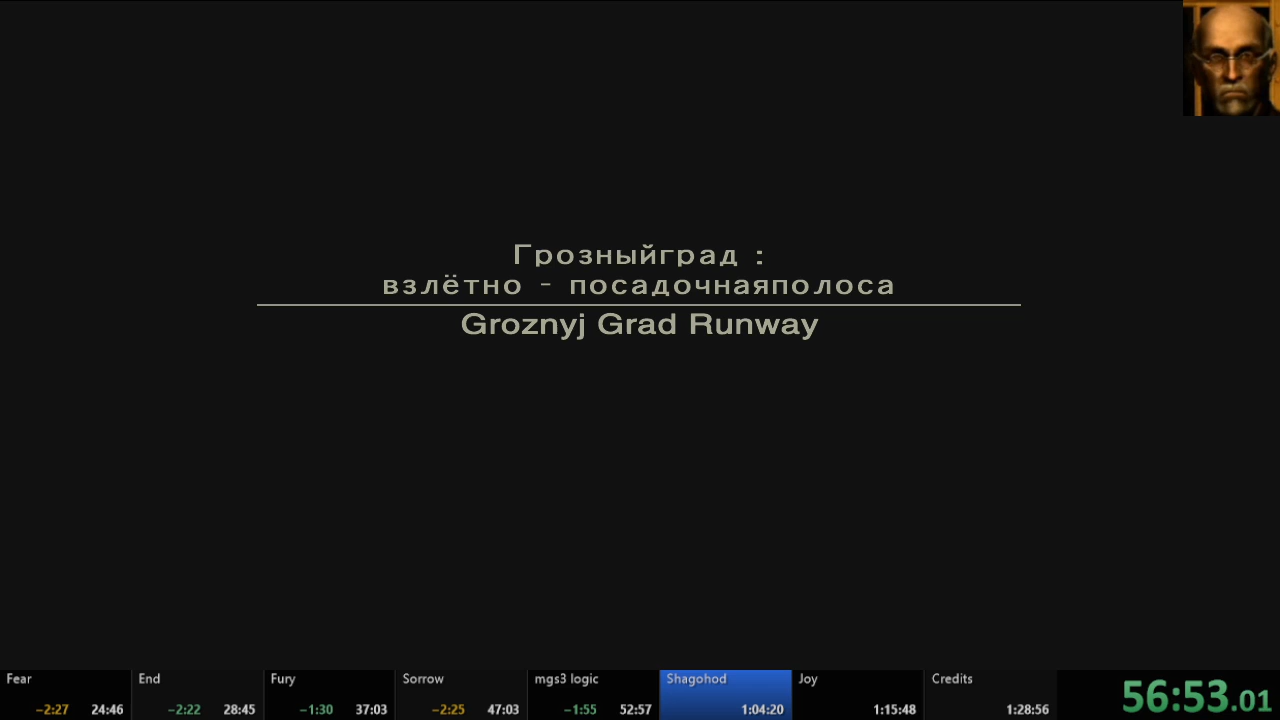 Грозныйград :
взлётно - посадочнаяполоса
Groznyj Grad Runway
Fear End Fury Sorrow mgs3 logic Shagohod Joy Credits
−2:27 24:46 −2:22 28:45 −1:30 37:03 −2:25 47:03 −1:55 52:57 1:04:20 1:15:48 1:28:56
56:53.01